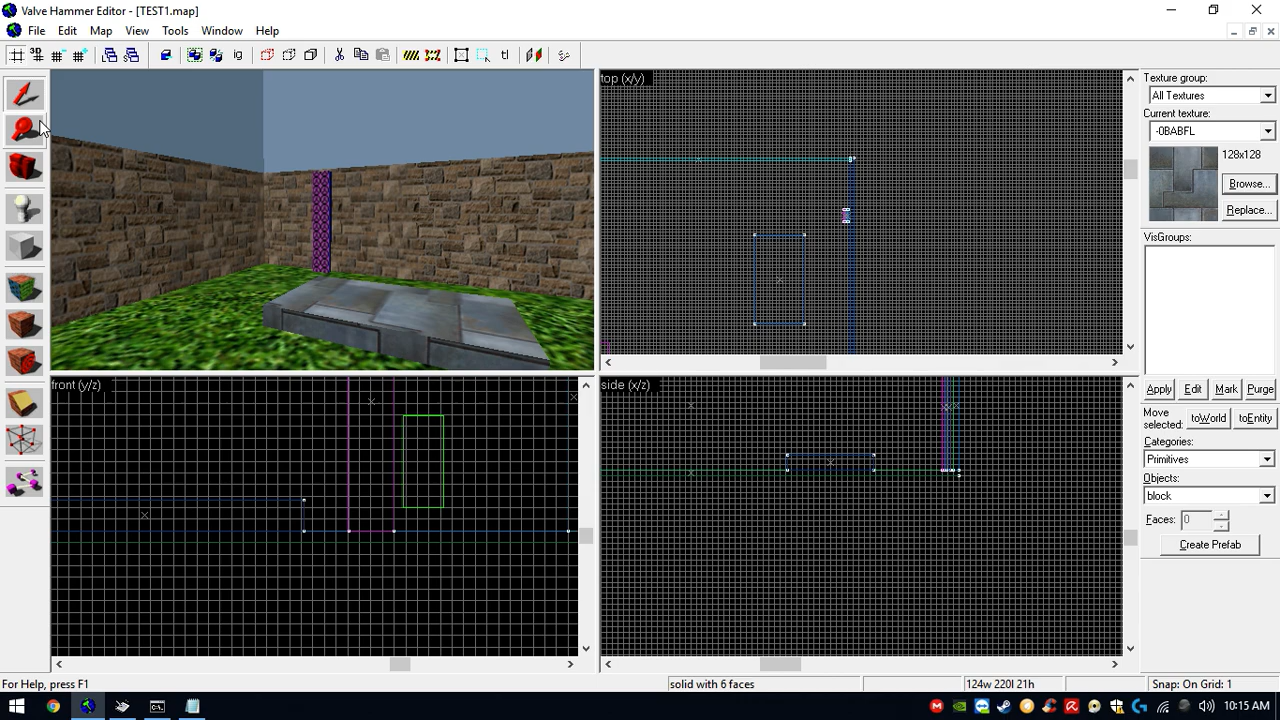 Valve Hammer Editor - [TEST1.map]
File Edit Map View Tools Window Help
3D
ig
tl
top (x/y)
front (y/z)
side (x/z)
Texture group:
All Textures
Current texture:
-0BABFL
128x128
Browse...
Replace...
VisGroups:
Apply Edit Mark Purge
Move selected: toWorld toEntity
Categories:
Primitives
Objects:
block
Faces: 0
Create Prefab
For Help, press F1
solid with 6 faces
124w 220l 21h
Snap: On Grid: 1
10:15 AM